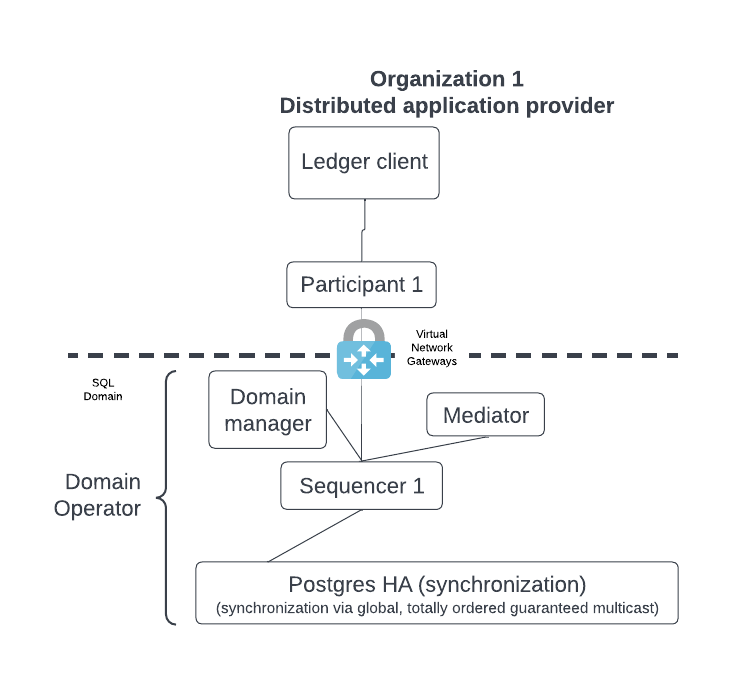 Organization 1
Distributed application provider
Ledger client
Participant 1
Virtual
Network
Gateways
SQL
Domain
Domain
manager
Mediator
Domain
Operator
Sequencer 1
Postgres HA (synchronization)
(synchronization via global, totally ordered guaranteed multicast)